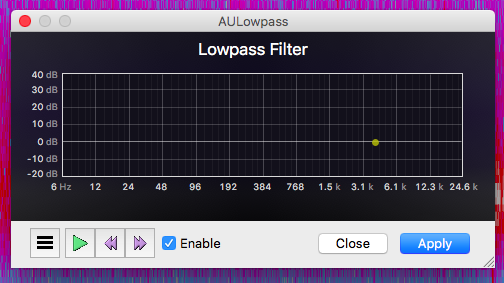 AULowpass
Lowpass Filter
40 dB
30 dB
20 dB
10 dB
0 dB
-10 dB
-20 dB
6 Hz 12 24 48 96 192 384 768 1.5 k 3.1 k 6.1 k 12.3 k 24.6 k
Enable Close Apply